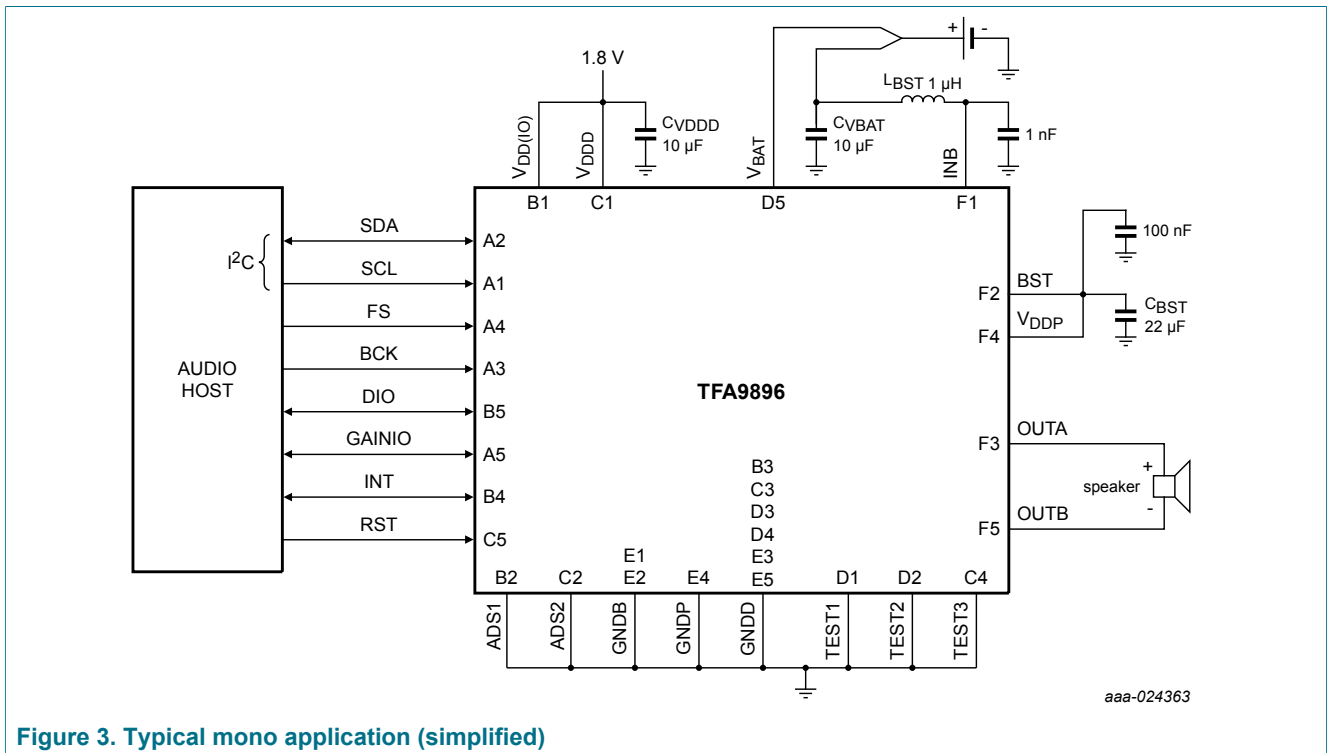 1.8 V
+ -
LBST 1 µH
CVDDD
10 µF
CVBAT
10 µF
1 nF
VDD(IO)
VDDD
VBAT
INB
B1 C1 D5 F1
AUDIO
HOST
I2C
SDA
SCL
FS
BCK
DIO
GAINIO
INT
RST
A2
A1
A4
A3
B5
A5
B4
C5
TFA9896
100 nF
F2 BST
F4 VDDP
CBST
22 µF
F3 OUTA
+
speaker
-
F5 OUTB
B3
C3
D3
D4
E1 E3
B2 C2 E2 E4 E5 D1 D2 C4
ADS1
ADS2
GNDB
GNDP
GNDD
TEST1
TEST2
TEST3
aaa-024363
Figure 3. Typical mono application (simplified)